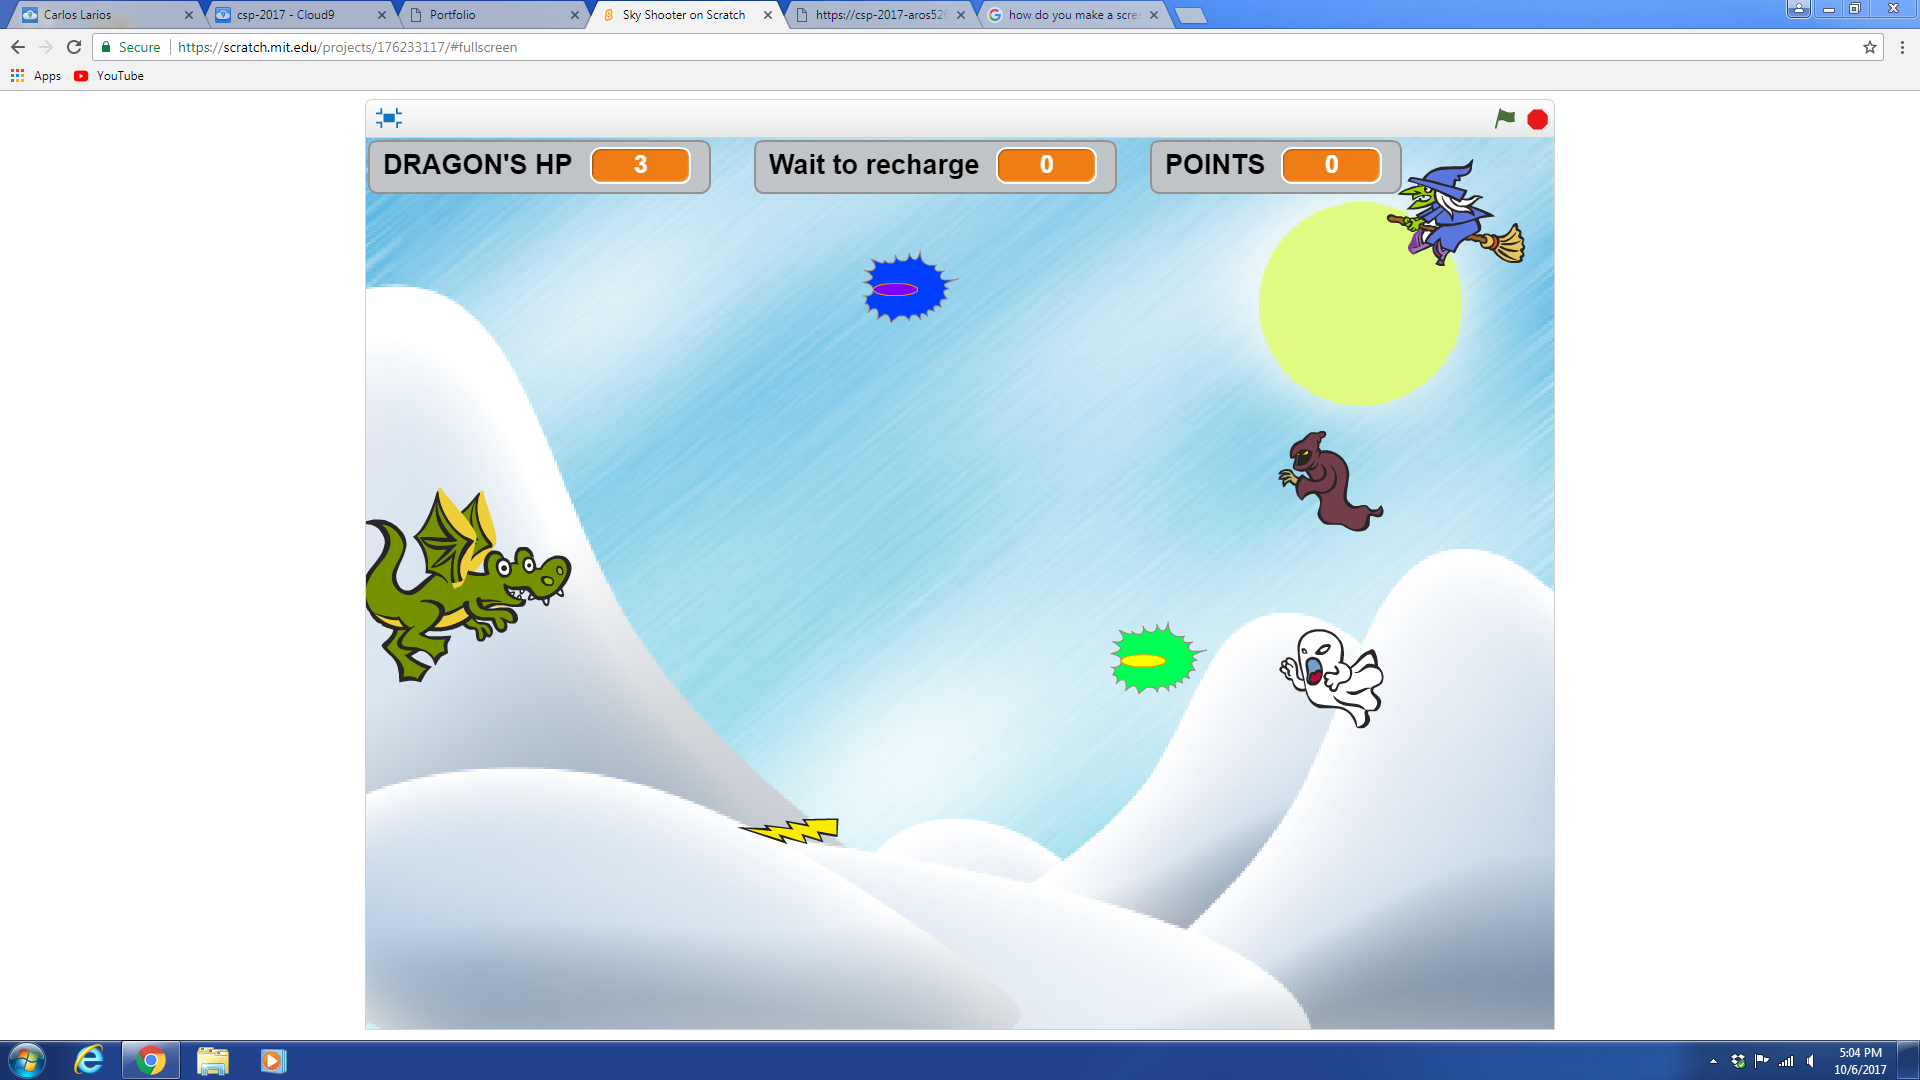 Carlos Larios
csp-2017 - Cloud9
Portfolio
Sky Shooter on Scratch
https://csp-2017-aros526
how do you make a scre
Secure
https://scratch.mit.edu/projects/176233117/#fullscreen
Apps
YouTube
DRAGON'S HP 3
Wait to recharge 0
POINTS 0
5:04 PM
10/6/2017